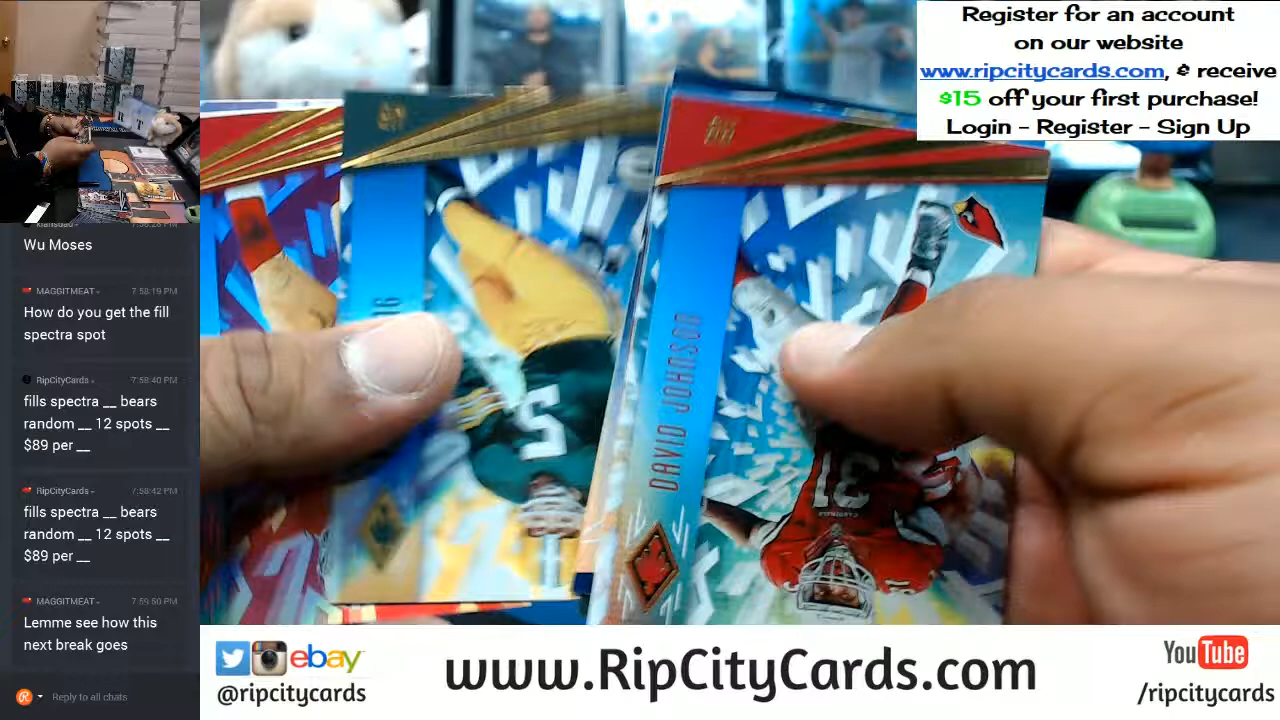 Register for an account
on our website
www.ripcitycards.com, & receive
$15 off your first purchase!
Login - Register - Sign Up
Wu Moses
MAGGITMEAT 7:58:19 PM
How do you get the fill
spectra spot
RipCityCards 7:58:40 PM
fills spectra __ bears
random __ 12 spots __
$89 per __
RipCityCards 7:58:42 PM
fills spectra __ bears
random __ 12 spots __
$89 per __
MAGGITMEAT 7:59:50 PM
Lemme see how this
next break goes
Reply to all chats
DAVID JOHNSON
31
5
ebay
@ripcitycards
www.RipCityCards.com
YouTube
/ripcitycards